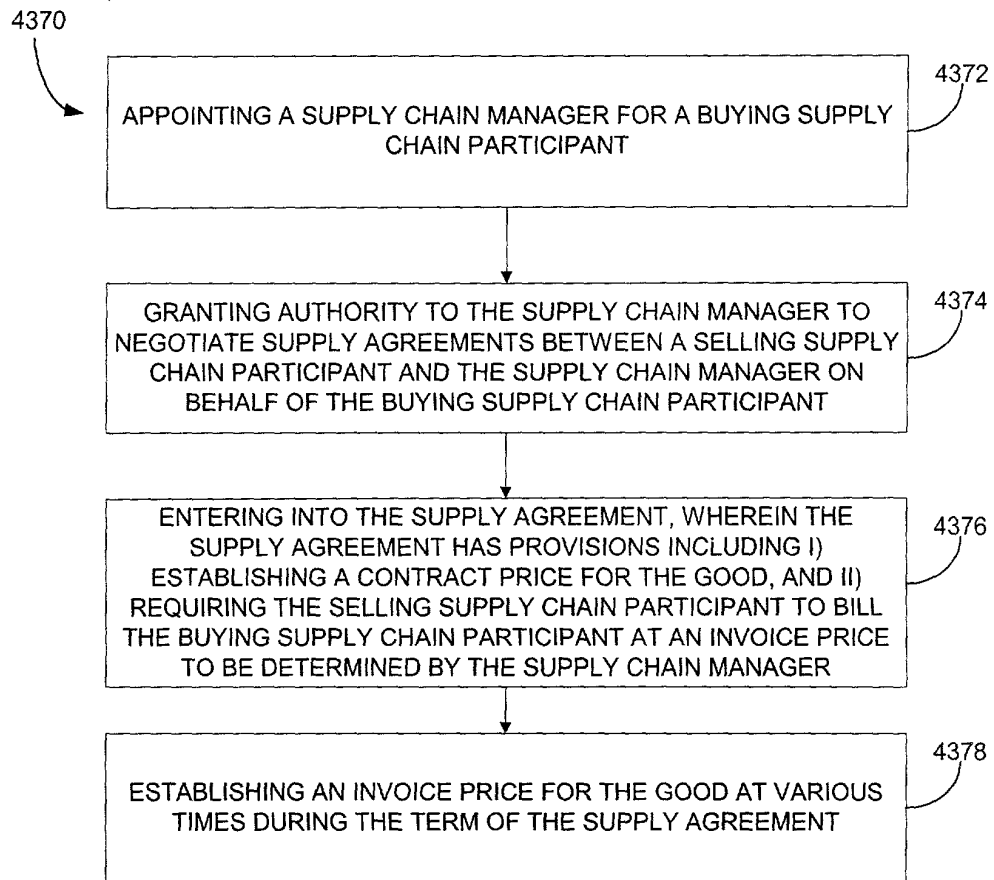 4370
4372
APPOINTING A SUPPLY CHAIN MANAGER FOR A BUYING SUPPLY
CHAIN PARTICIPANT
4374
GRANTING AUTHORITY TO THE SUPPLY CHAIN MANAGER TO
NEGOTIATE SUPPLY AGREEMENTS BETWEEN A SELLING SUPPLY
CHAIN PARTICIPANT AND THE SUPPLY CHAIN MANAGER ON
BEHALF OF THE BUYING SUPPLY CHAIN PARTICIPANT
4376
ENTERING INTO THE SUPPLY AGREEMENT, WHEREIN THE
SUPPLY AGREEMENT HAS PROVISIONS INCLUDING I)
ESTABLISHING A CONTRACT PRICE FOR THE GOOD, AND II)
REQUIRING THE SELLING SUPPLY CHAIN PARTICIPANT TO BILL
THE BUYING SUPPLY CHAIN PARTICIPANT AT AN INVOICE PRICE
TO BE DETERMINED BY THE SUPPLY CHAIN MANAGER
4378
ESTABLISHING AN INVOICE PRICE FOR THE GOOD AT VARIOUS
TIMES DURING THE TERM OF THE SUPPLY AGREEMENT